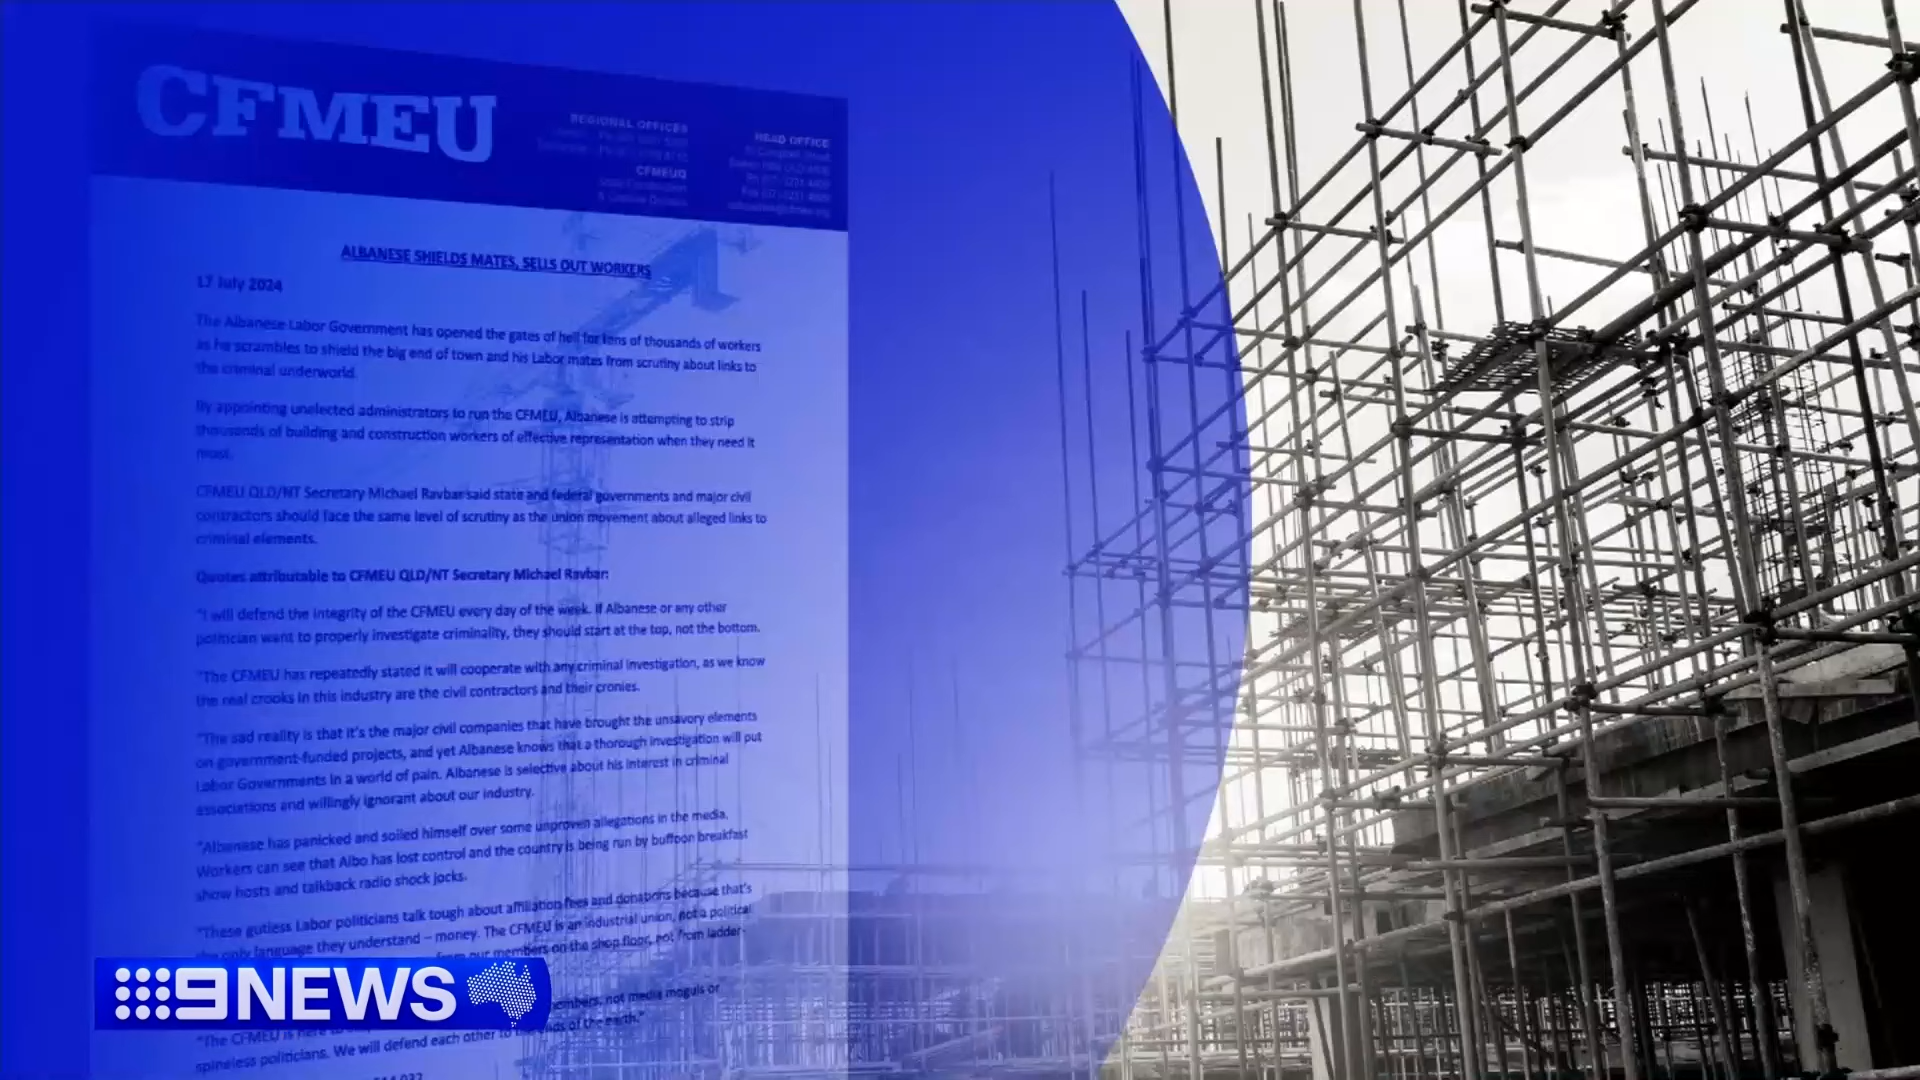 CFMEU
REGIONAL OFFICES
CFMEUQ
HEAD OFFICE
ALBANESE SHIELDS MATES, SELLS OUT WORKERS
17 July 2024
The Albanese Labor Government has opened the gates of hell for tens of thousands of workers
as he scrambles to shield the big end of town and his Labor mates from scrutiny about links to
the criminal underworld.
By appointing unelected administrators to run the CFMEU, Albanese is attempting to strip
thousands of building and construction workers of effective representation when they need it
most.
CFMEU QLD/NT Secretary Michael Ravbar said state and federal governments and major civil
contractors should face the same level of scrutiny as the union movement about alleged links to
criminal elements.
Quotes attributable to CFMEU QLD/NT Secretary Michael Ravbar:
"I will defend the integrity of the CFMEU every day of the week. If Albanese or any other
politician want to properly investigate criminality, they should start at the top, not the bottom.
"The CFMEU has repeatedly stated it will cooperate with any criminal investigation, as we know
the real crooks in this industry are the civil contractors and their cronies.
"The sad reality is that it's the major civil companies that have brought the unsavory elements
on government-funded projects, and yet Albanese knows that a thorough investigation will put
Labor Governments in a world of pain. Albanese is selective about his interest in criminal
associations and willingly ignorant about our industry.
"Albanese has panicked and soiled himself over some unproven allegations in the media.
Workers can see that Albo has lost control and the country is being run by buffoon breakfast
show hosts and talkback radio shock jocks.
"These gutless Labor politicians talk tough about affiliation fees and donations because that's
the only language they understand – money. The CFMEU is an industrial union, not a political
from our members on the shop floor, not from ladder-
members, not media moguls or
"The CFMEU is here to
spineless politicians. We will defend each other to the ends of the earth."
9NEWS